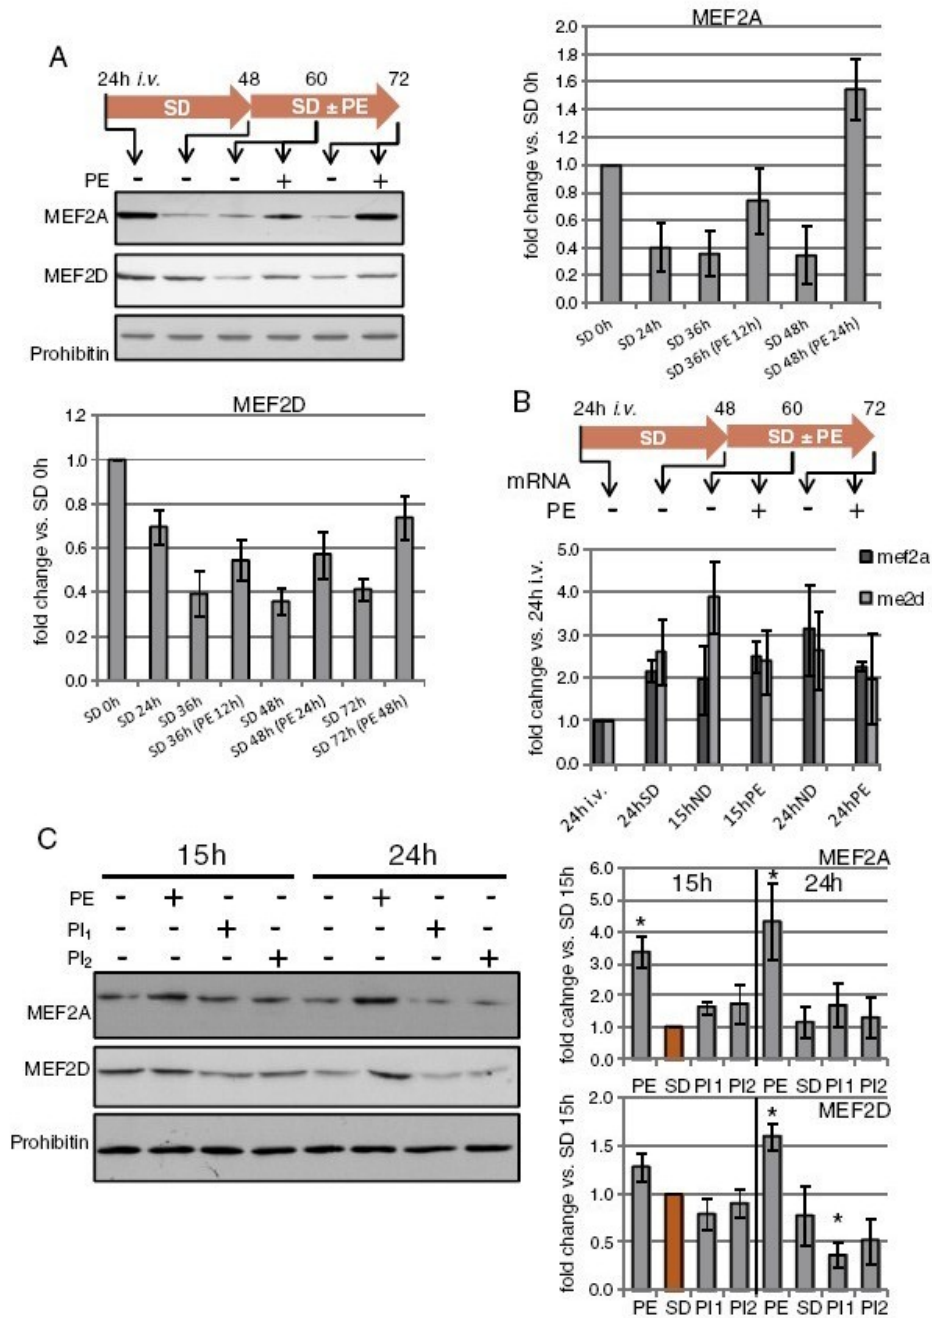 A
24h i.v. 48 60 72
SD SD ± PE
PE - - - + - +
MEF2A
MEF2D
Prohibitin
MEF2A
fold change vs. SD 0h
2.0
1.8
1.6
1.4
1.2
1.0
0.8
0.6
0.4
0.2
0.0
SD 0h
SD 24h
SD 36h
SD 36h (PE 12h)
SD 48h
SD 48h (PE 24h)
MEF2D
fold change vs. SD 0h
1.2
1.0
0.8
0.6
0.4
0.2
0.0
SD 0h
SD 24h
SD 36h
SD 36h (PE 12h)
SD 48h
SD 48h (PE 24h)
SD 72h
SD 72h (PE 48h)
B
24h i.v. 48 60 72
SD SD ± PE
mRNA
PE - - - + - +
fold cahngve vs. 24h i.v.
5.0
4.0
3.0
2.0
1.0
0.0
mef2a
me2d
24h i.v.
24hSD
15hND
15hPE
24hND
24hPE
C
15h 24h
PE - + - - - + - -
PI1 - - + - - - + -
PI2 - - - + - - - +
MEF2A
MEF2D
Prohibitin
MEF2A
fold cahngve vs. SD 15h
6.0
5.0
4.0
3.0
2.0
1.0
0.0
15h 24h
* *
PE SD PI1 PI2 PE SD PI1 PI2
MEF2D
fold change vs. SD 15h
2.0
1.5
1.0
0.5
0.0
* *
PE SD PI1 PI2 PE SD PI1 PI2